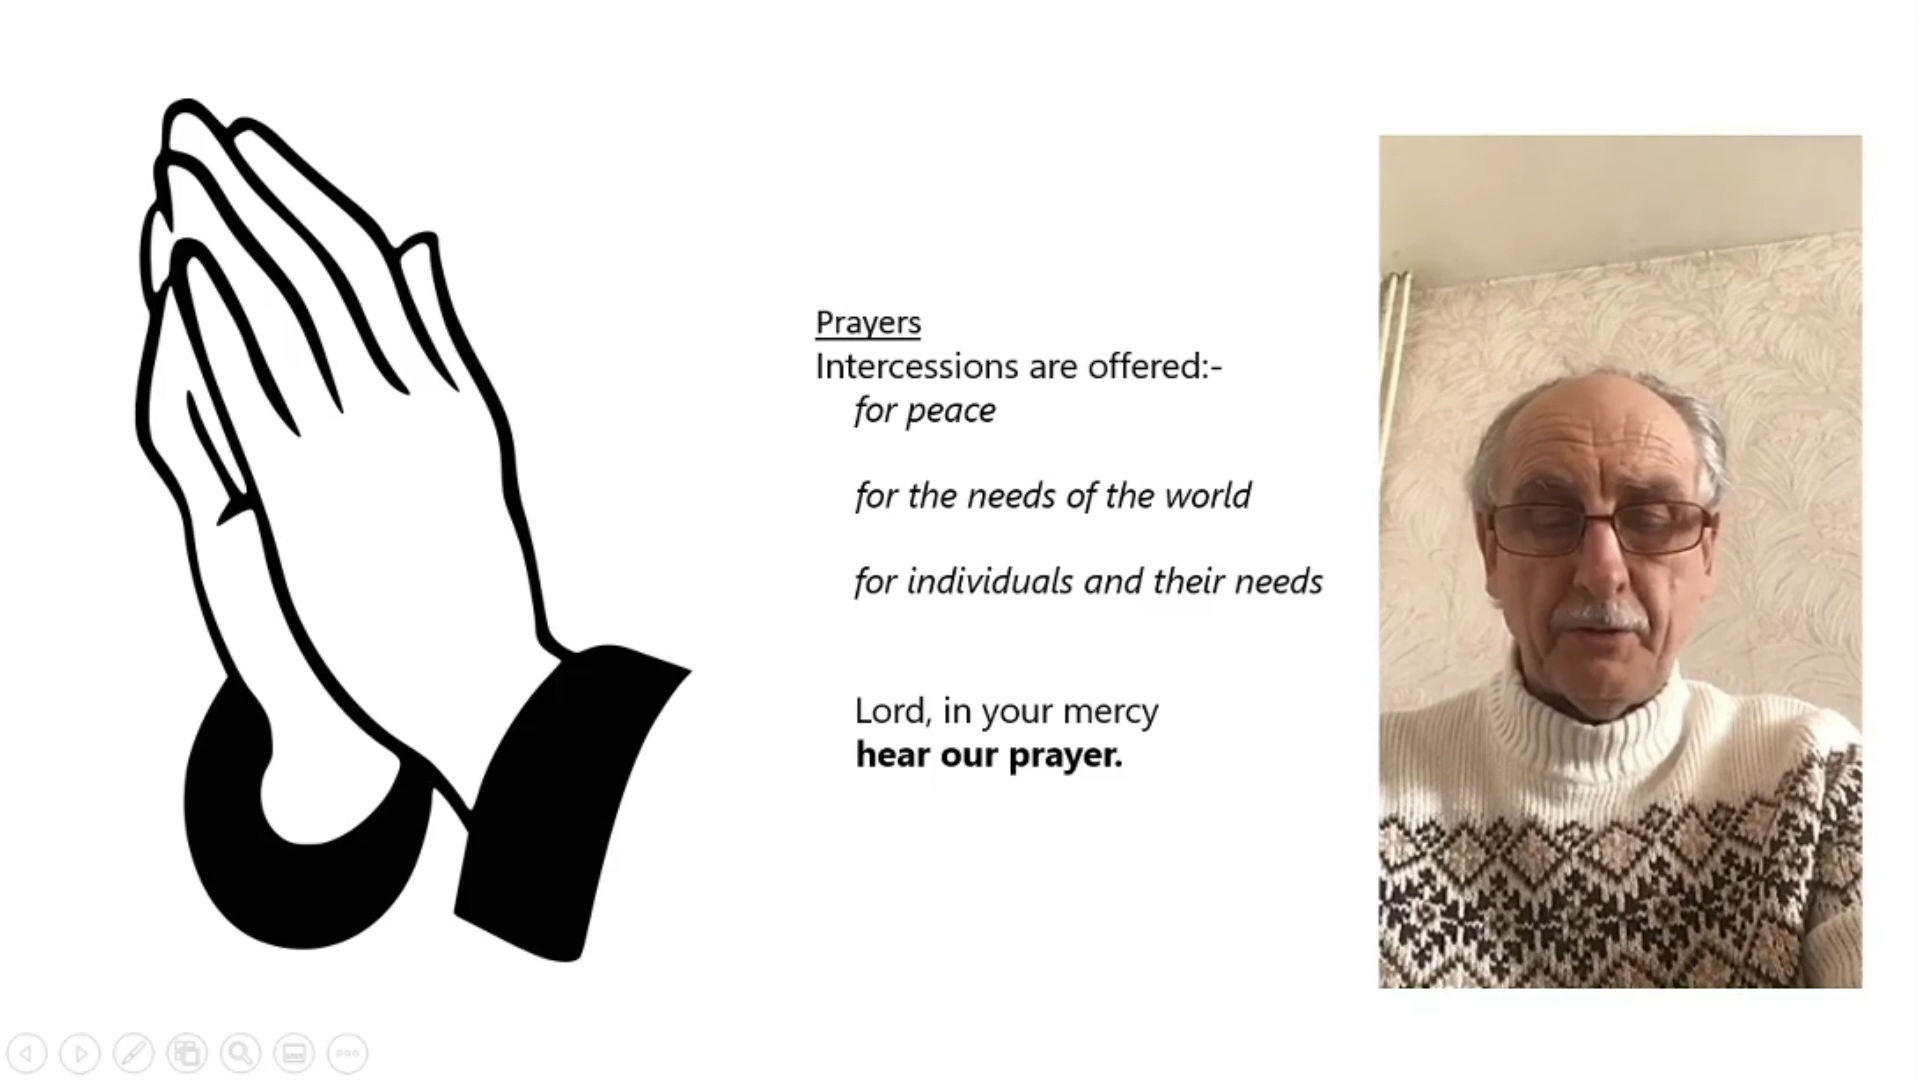 Prayers
Intercessions are offered:-
for peace
for the needs of the world
for individuals and their needs
Lord, in your mercy
hear our prayer.